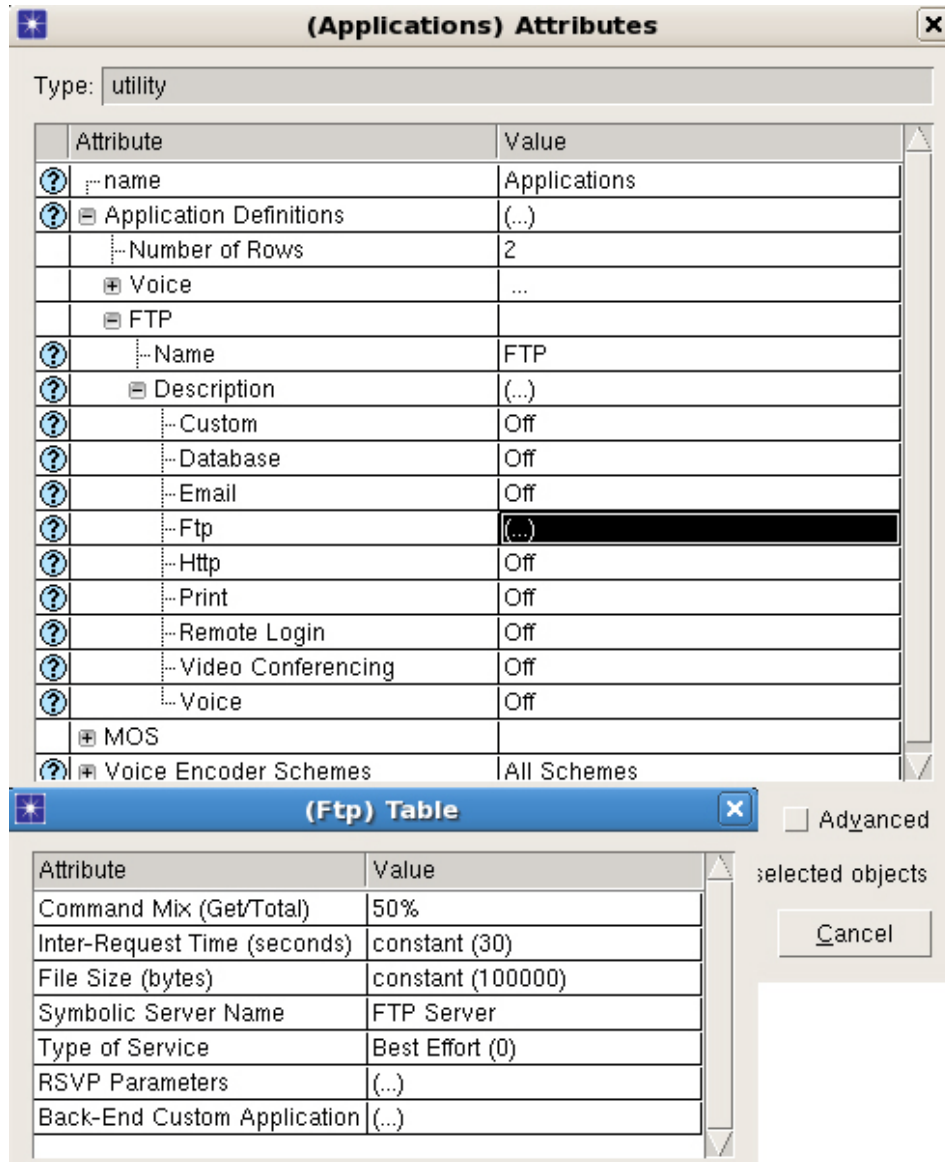 (Applications) Attributes
Type: utility
Attribute Value
name Applications
Application Definitions (...)
Number of Rows 2
Voice ...
FTP
Name FTP
Description (...)
Custom Off
Database Off
Email Off
Ftp (...)
Http Off
Print Off
Remote Login Off
Video Conferencing Off
Voice Off
MOS
Voice Encoder Schemes All Schemes
(Ftp) Table
Advanced
selected objects
Cancel
Attribute Value
Command Mix (Get/Total) 50%
Inter-Request Time (seconds) constant (30)
File Size (bytes) constant (100000)
Symbolic Server Name FTP Server
Type of Service Best Effort (0)
RSVP Parameters (...)
Back-End Custom Application (...)